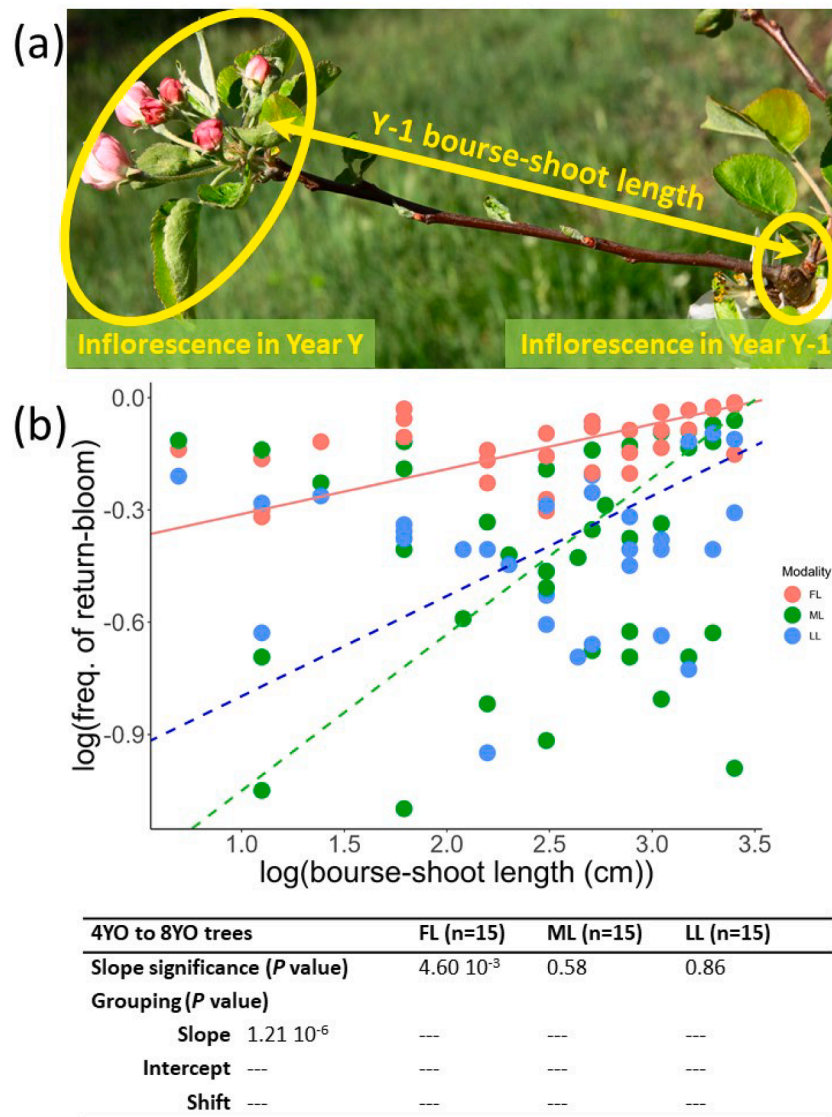 (a)
Y-1 bourse-shoot length
Inflorescence in Year Y
Inflorescence in Year Y-1
(b)
log(freq. of return-bloom)
0.0
-0.3
-0.6
-0.9
Modality
FL
ML
LL
1.0 1.5 2.0 2.5 3.0 3.5
log(bourse-shoot length (cm))
4YO to 8YO trees FL (n=15) ML (n=15) LL (n=15)
Slope significance (P value) 4.60 10⁻³ 0.58 0.86
Grouping (P value)
Slope 1.21 10⁻⁶ --- --- ---
Intercept --- --- --- ---
Shift --- --- --- ---